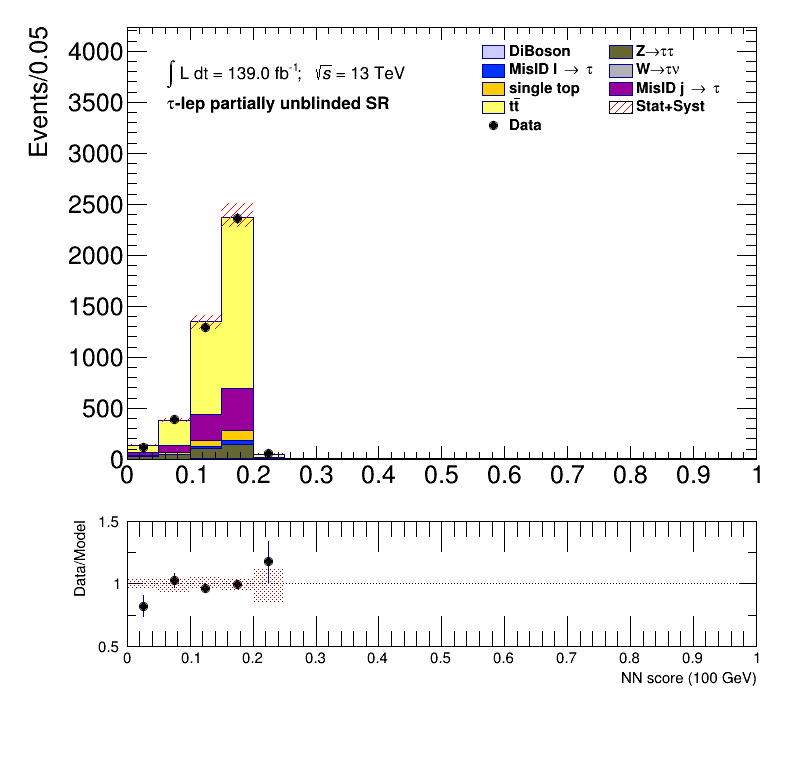 Events/0.05
4000
3500
3000
2500
2000
1500
1000
500
0
∫ L dt = 139.0 fb⁻¹; √s = 13 TeV
τ-lep partially unblinded SR
DiBoson
MisID l → τ
single top
tt̄
Data
Z→ττ
W→τν
MisID j → τ
Stat+Syst
0 0.1 0.2 0.3 0.4 0.5 0.6 0.7 0.8 0.9 1
Data/Model
1.5
1
0.5
0 0.1 0.2 0.3 0.4 0.5 0.6 0.7 0.8 0.9 1
NN score (100 GeV)